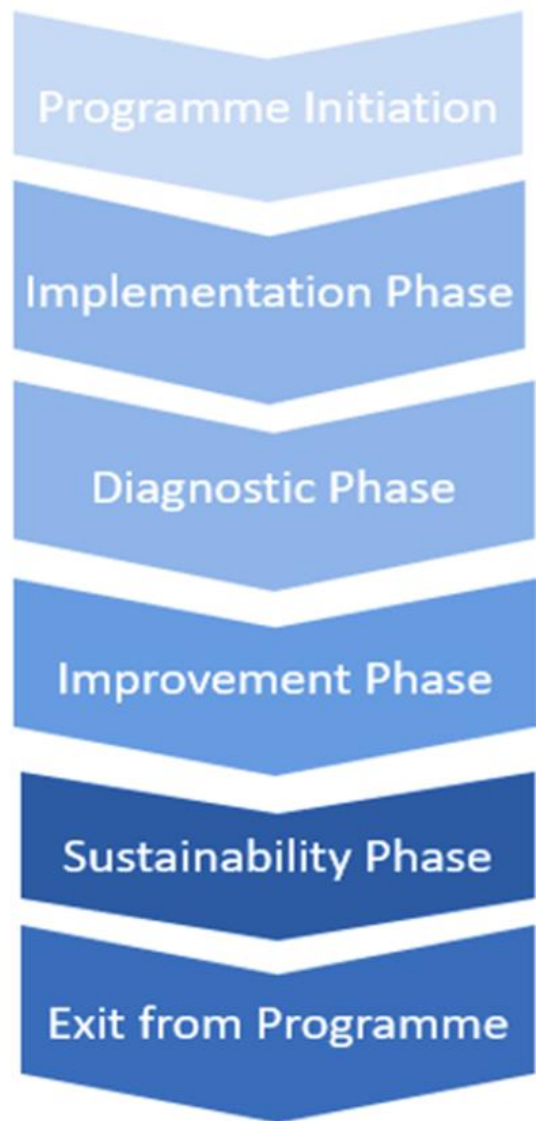 Programme Initiation
Implementation Phase
Diagnostic Phase
Improvement Phase
Sustainability Phase
Exit from Programme